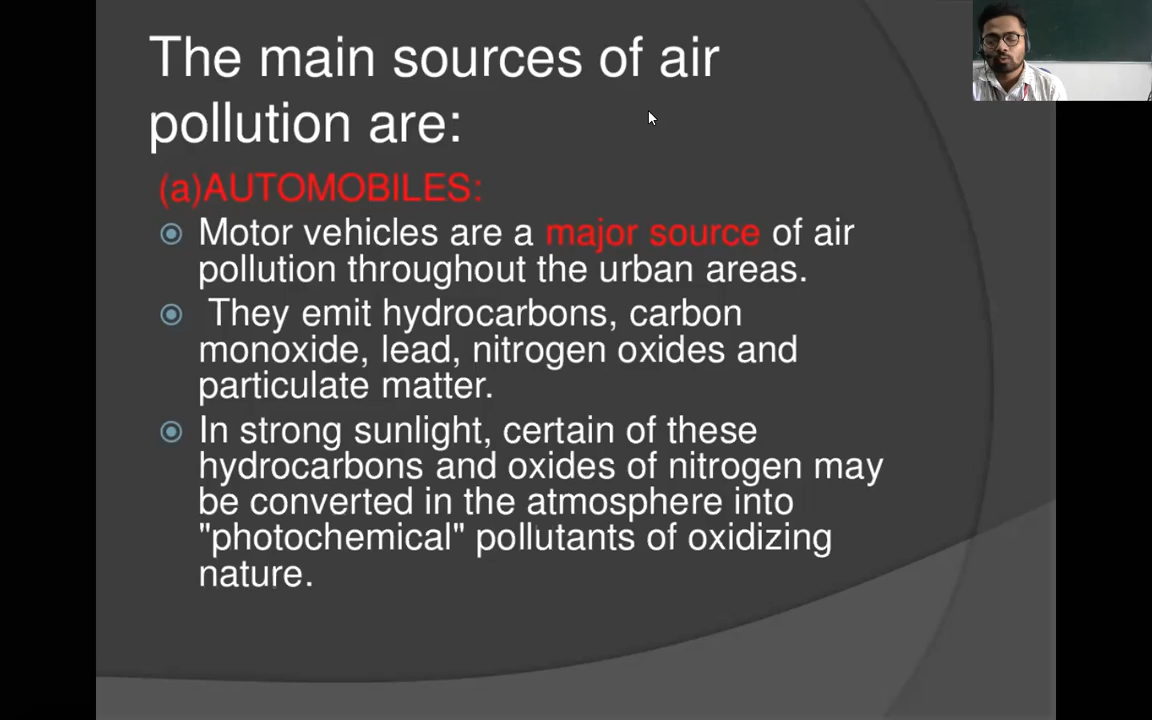 The main sources of air
pollution are:
(a)AUTOMOBILES:
Motor vehicles are a major source of air
pollution throughout the urban areas.
They emit hydrocarbons, carbon
monoxide, lead, nitrogen oxides and
particulate matter.
In strong sunlight, certain of these
hydrocarbons and oxides of nitrogen may
be converted in the atmosphere into
"photochemical" pollutants of oxidizing
nature.